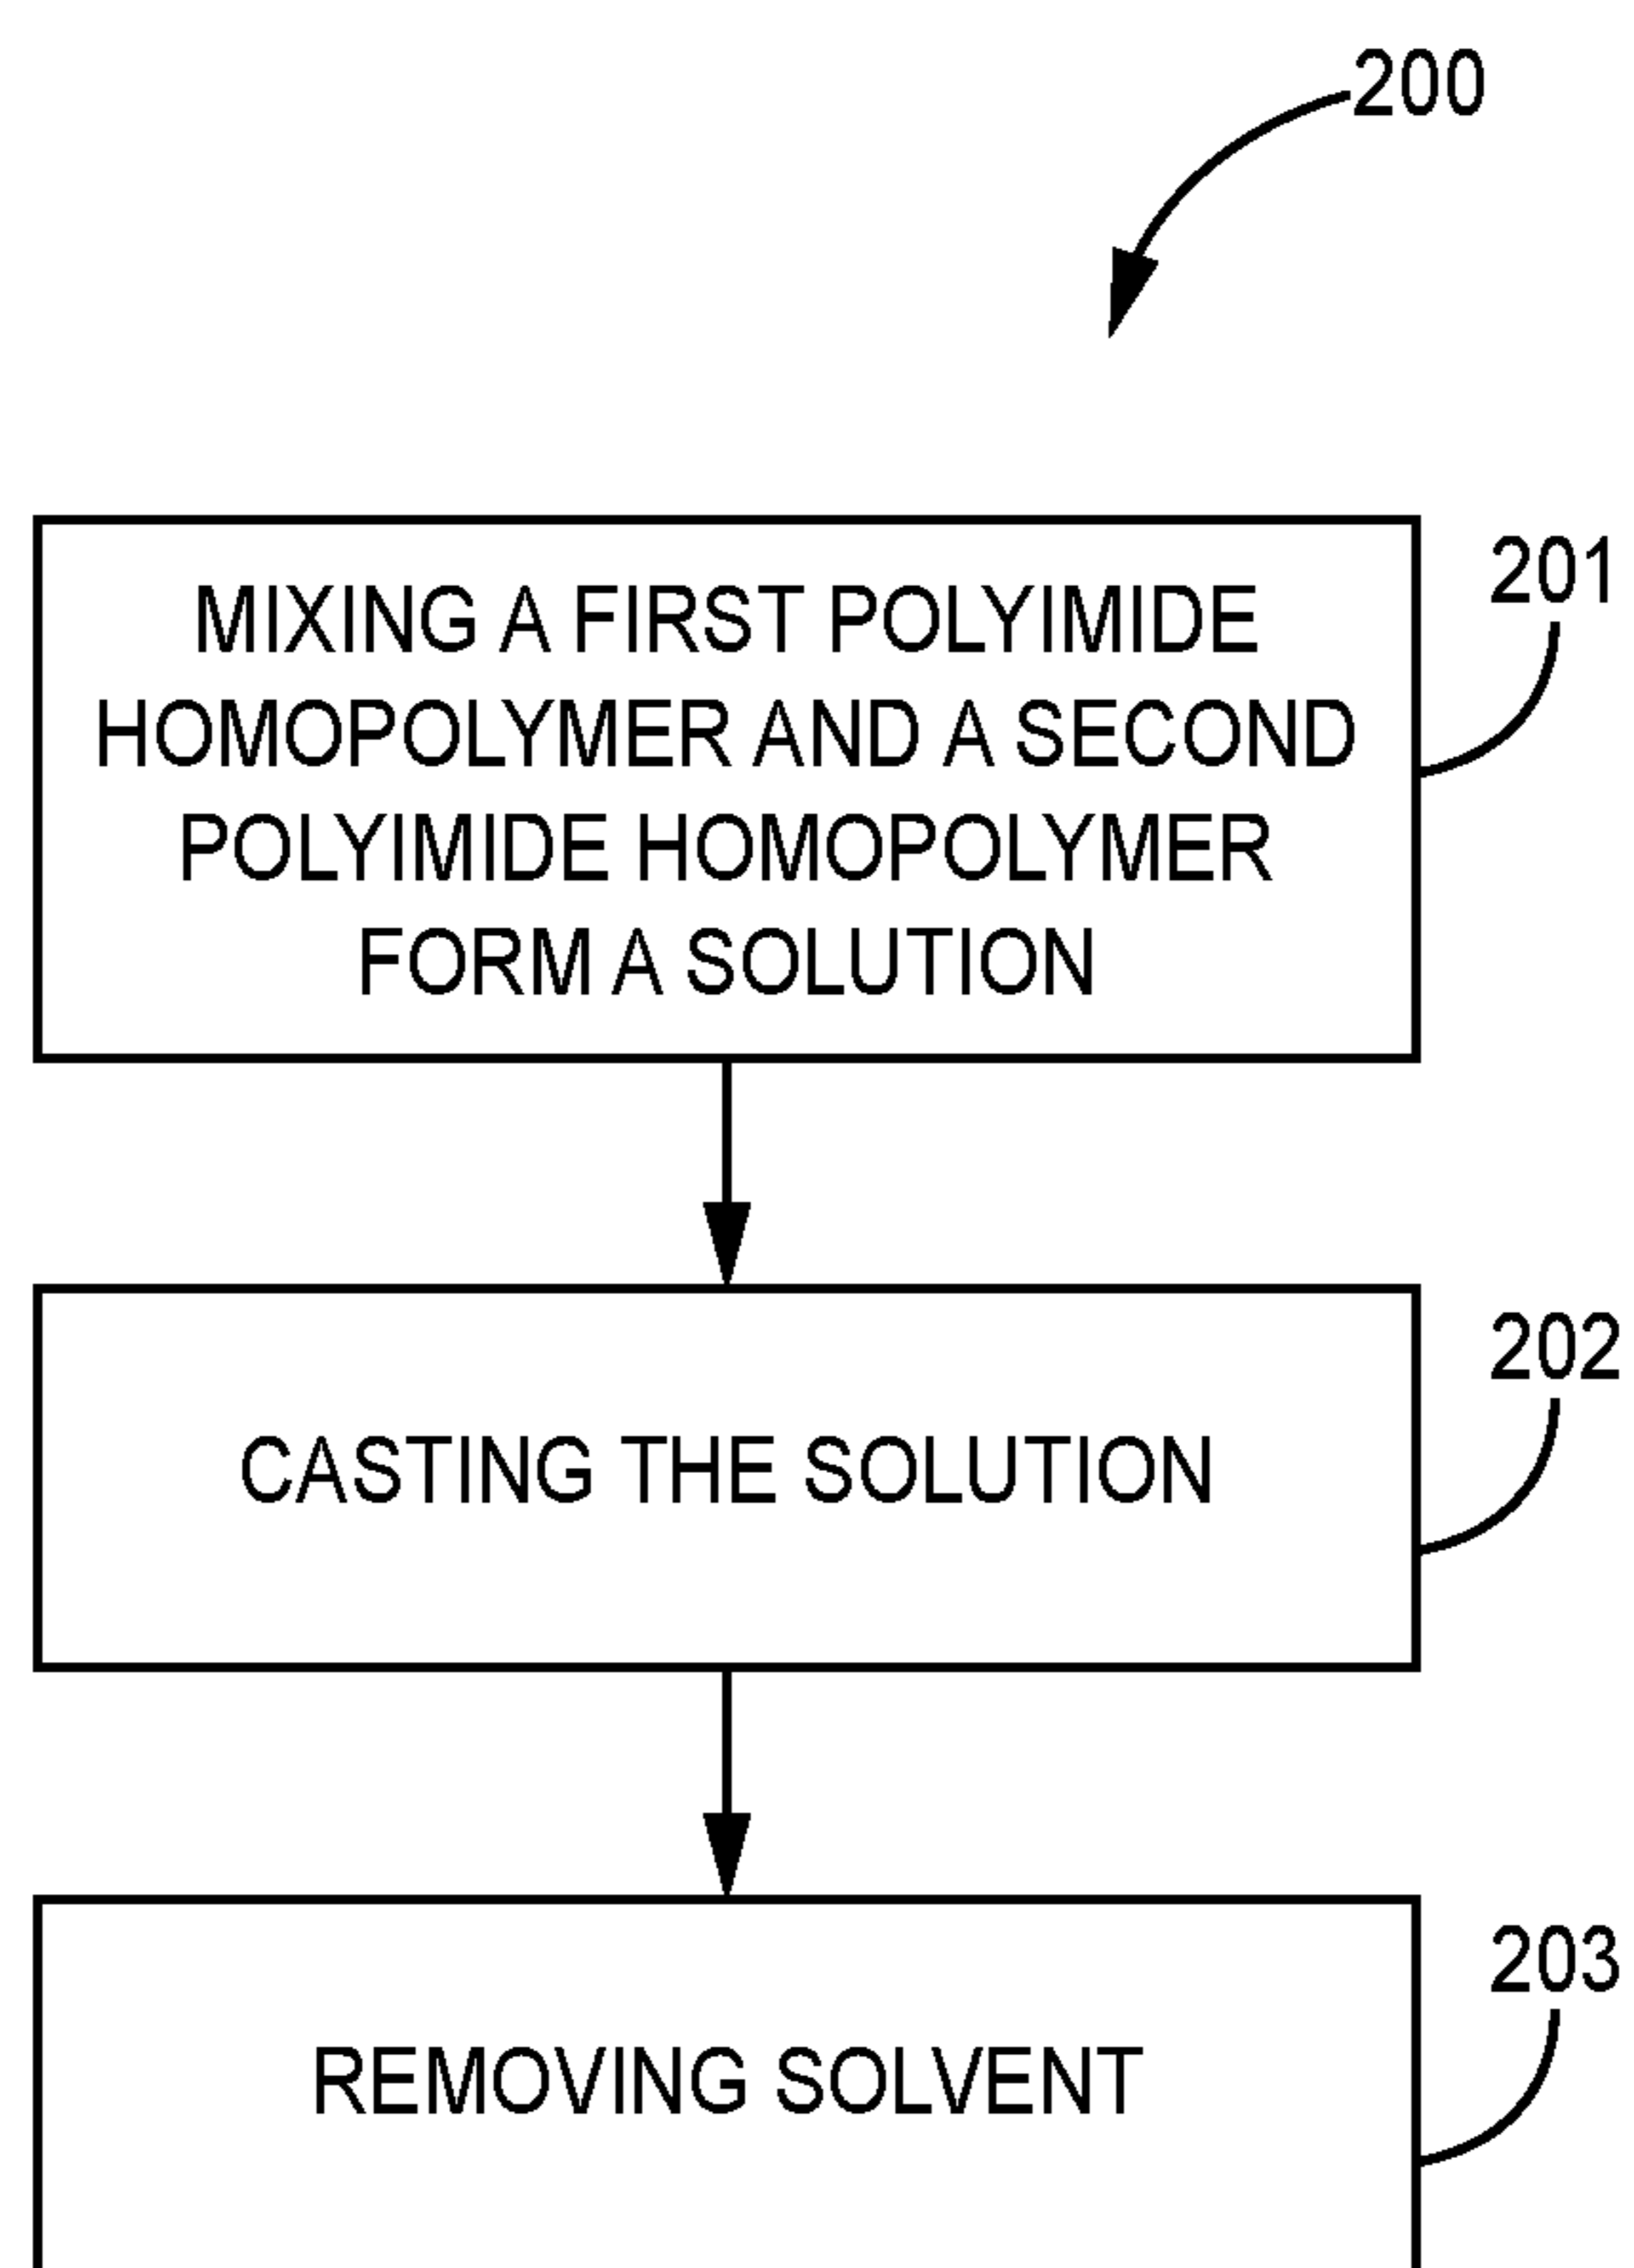 200
MIXING A FIRST POLYIMIDE
HOMOPOLYMER AND A SECOND
POLYIMIDE HOMOPOLYMER
FORM A SOLUTION
201
CASTING THE SOLUTION
202
REMOVING SOLVENT
203